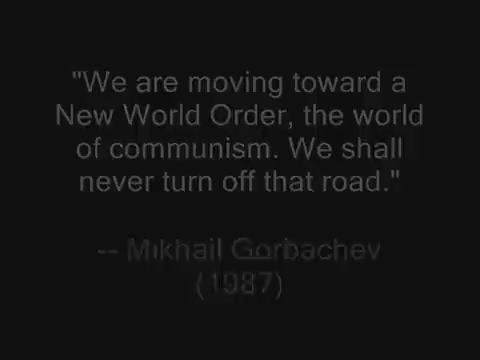 "We are moving toward a
New World Order, the world
of communism. We shall
never turn off that road."
-- Mikhail Gorbachev
(1987)